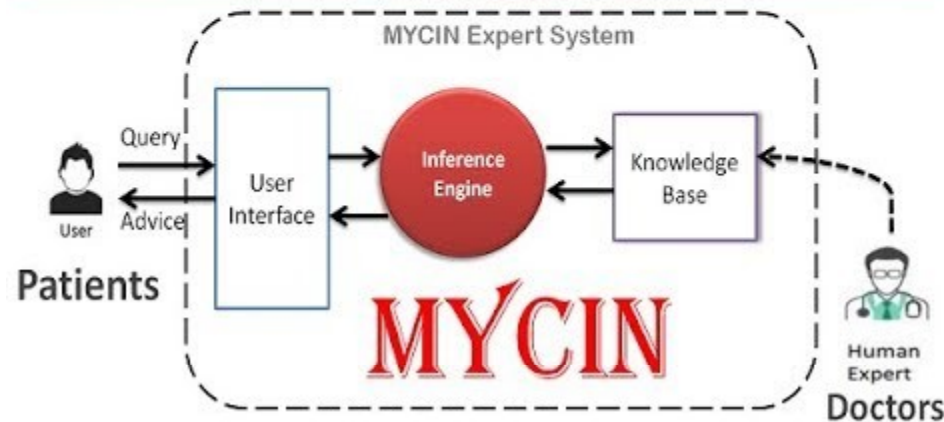 MYCIN Expert System
Query
Advice
User
Patients
User
Interface
Inference
Engine
Knowledge
Base
MYCIN
Human
Expert
Doctors